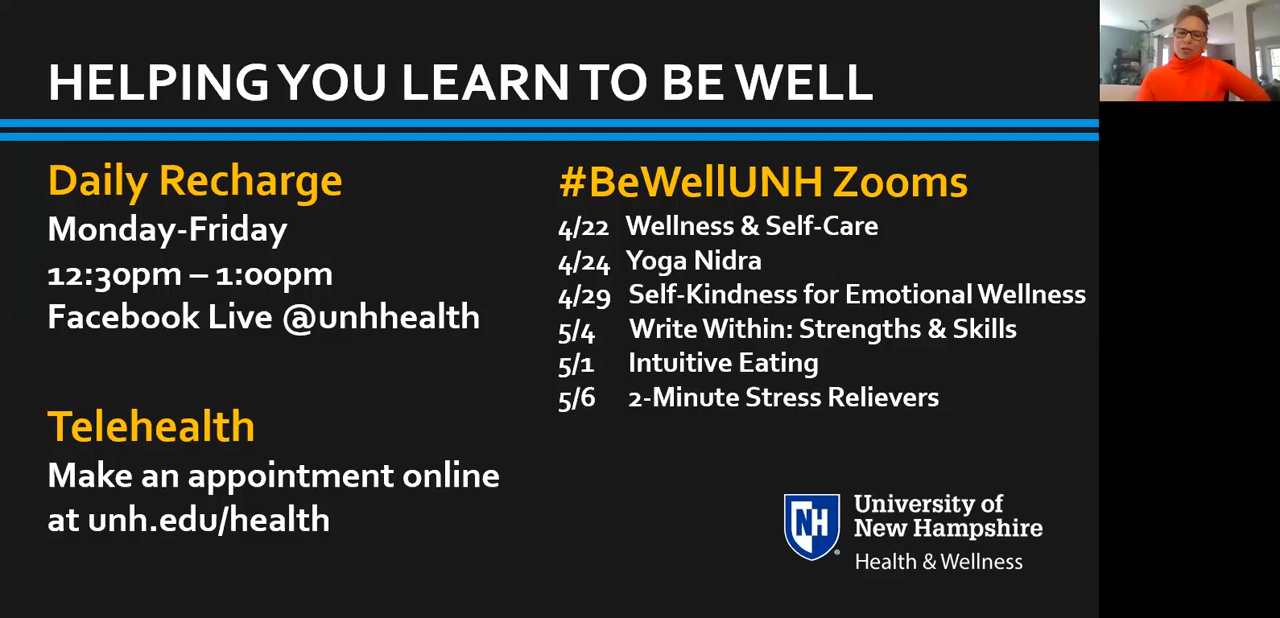 HELPING YOU LEARN TO BE WELL
Daily Recharge
Monday-Friday
12:30pm – 1:00pm
Facebook Live @unhhealth
Telehealth
Make an appointment online
at unh.edu/health
#BeWellUNH Zooms
4/22 Wellness & Self-Care
4/24 Yoga Nidra
4/29 Self-Kindness for Emotional Wellness
5/4 Write Within: Strengths & Skills
5/1 Intuitive Eating
5/6 2-Minute Stress Relievers
NH
University of
New Hampshire
Health & Wellness